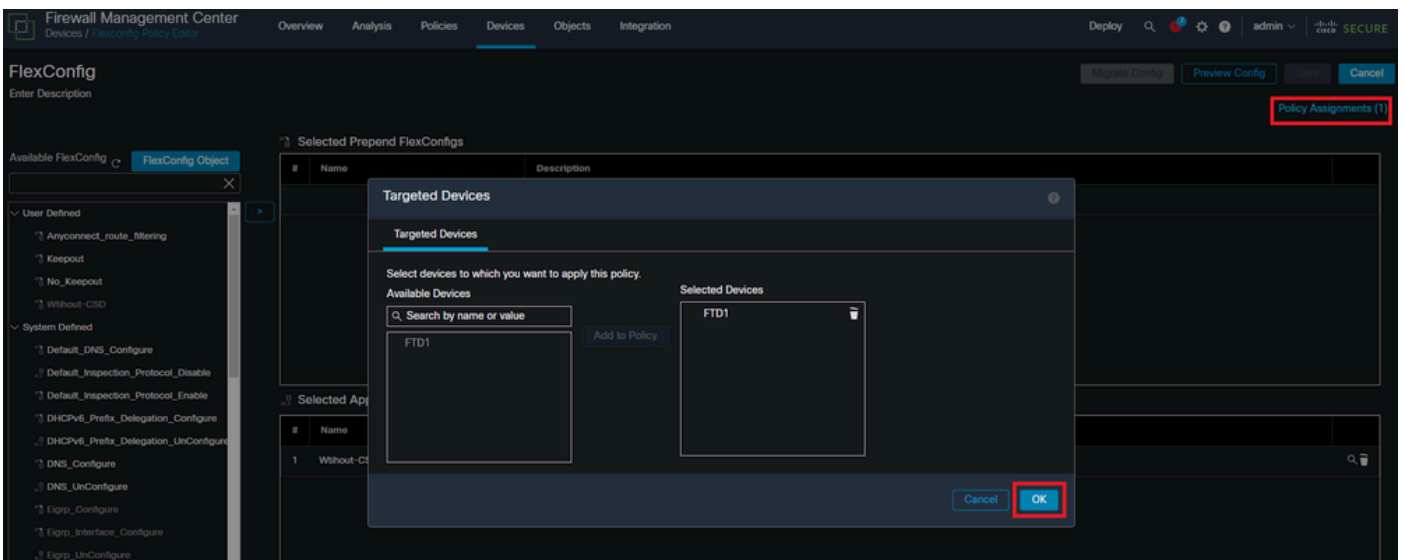 Firewall Management Center
Devices / Flexconfig Policy Editor
Overview Analysis Policies Devices Objects Integration
Deploy admin cisco SECURE
FlexConfig
Migrate Config Preview Config Save Cancel
Enter Description
Policy Assignments (1)
Selected Prepend FlexConfigs
Available FlexConfig FlexConfig Object
# Name Description
Targeted Devices
User Defined
Anyconnect_route_filtering
Targeted Devices
Keepout
Select devices to which you want to apply this policy.
No_Keepout
Available Devices Selected Devices
Wtihout-CSD
Search by name or value FTD1
System Defined
Add to Policy
FTD1
Default_DNS_Configure
Default_Inspection_Protocol_Disable
Default_Inspection_Protocol_Enable
Selected App
DHCPv6_Prefix_Delegation_Configure
# Name
DHCPv6_Prefix_Delegation_UnConfigure
1 Wtihout-CS
DNS_Configure
DNS_UnConfigure
Cancel OK
Eigrp_Configure
Eigrp_Interface_Configure
Eigrp_UnConfigure